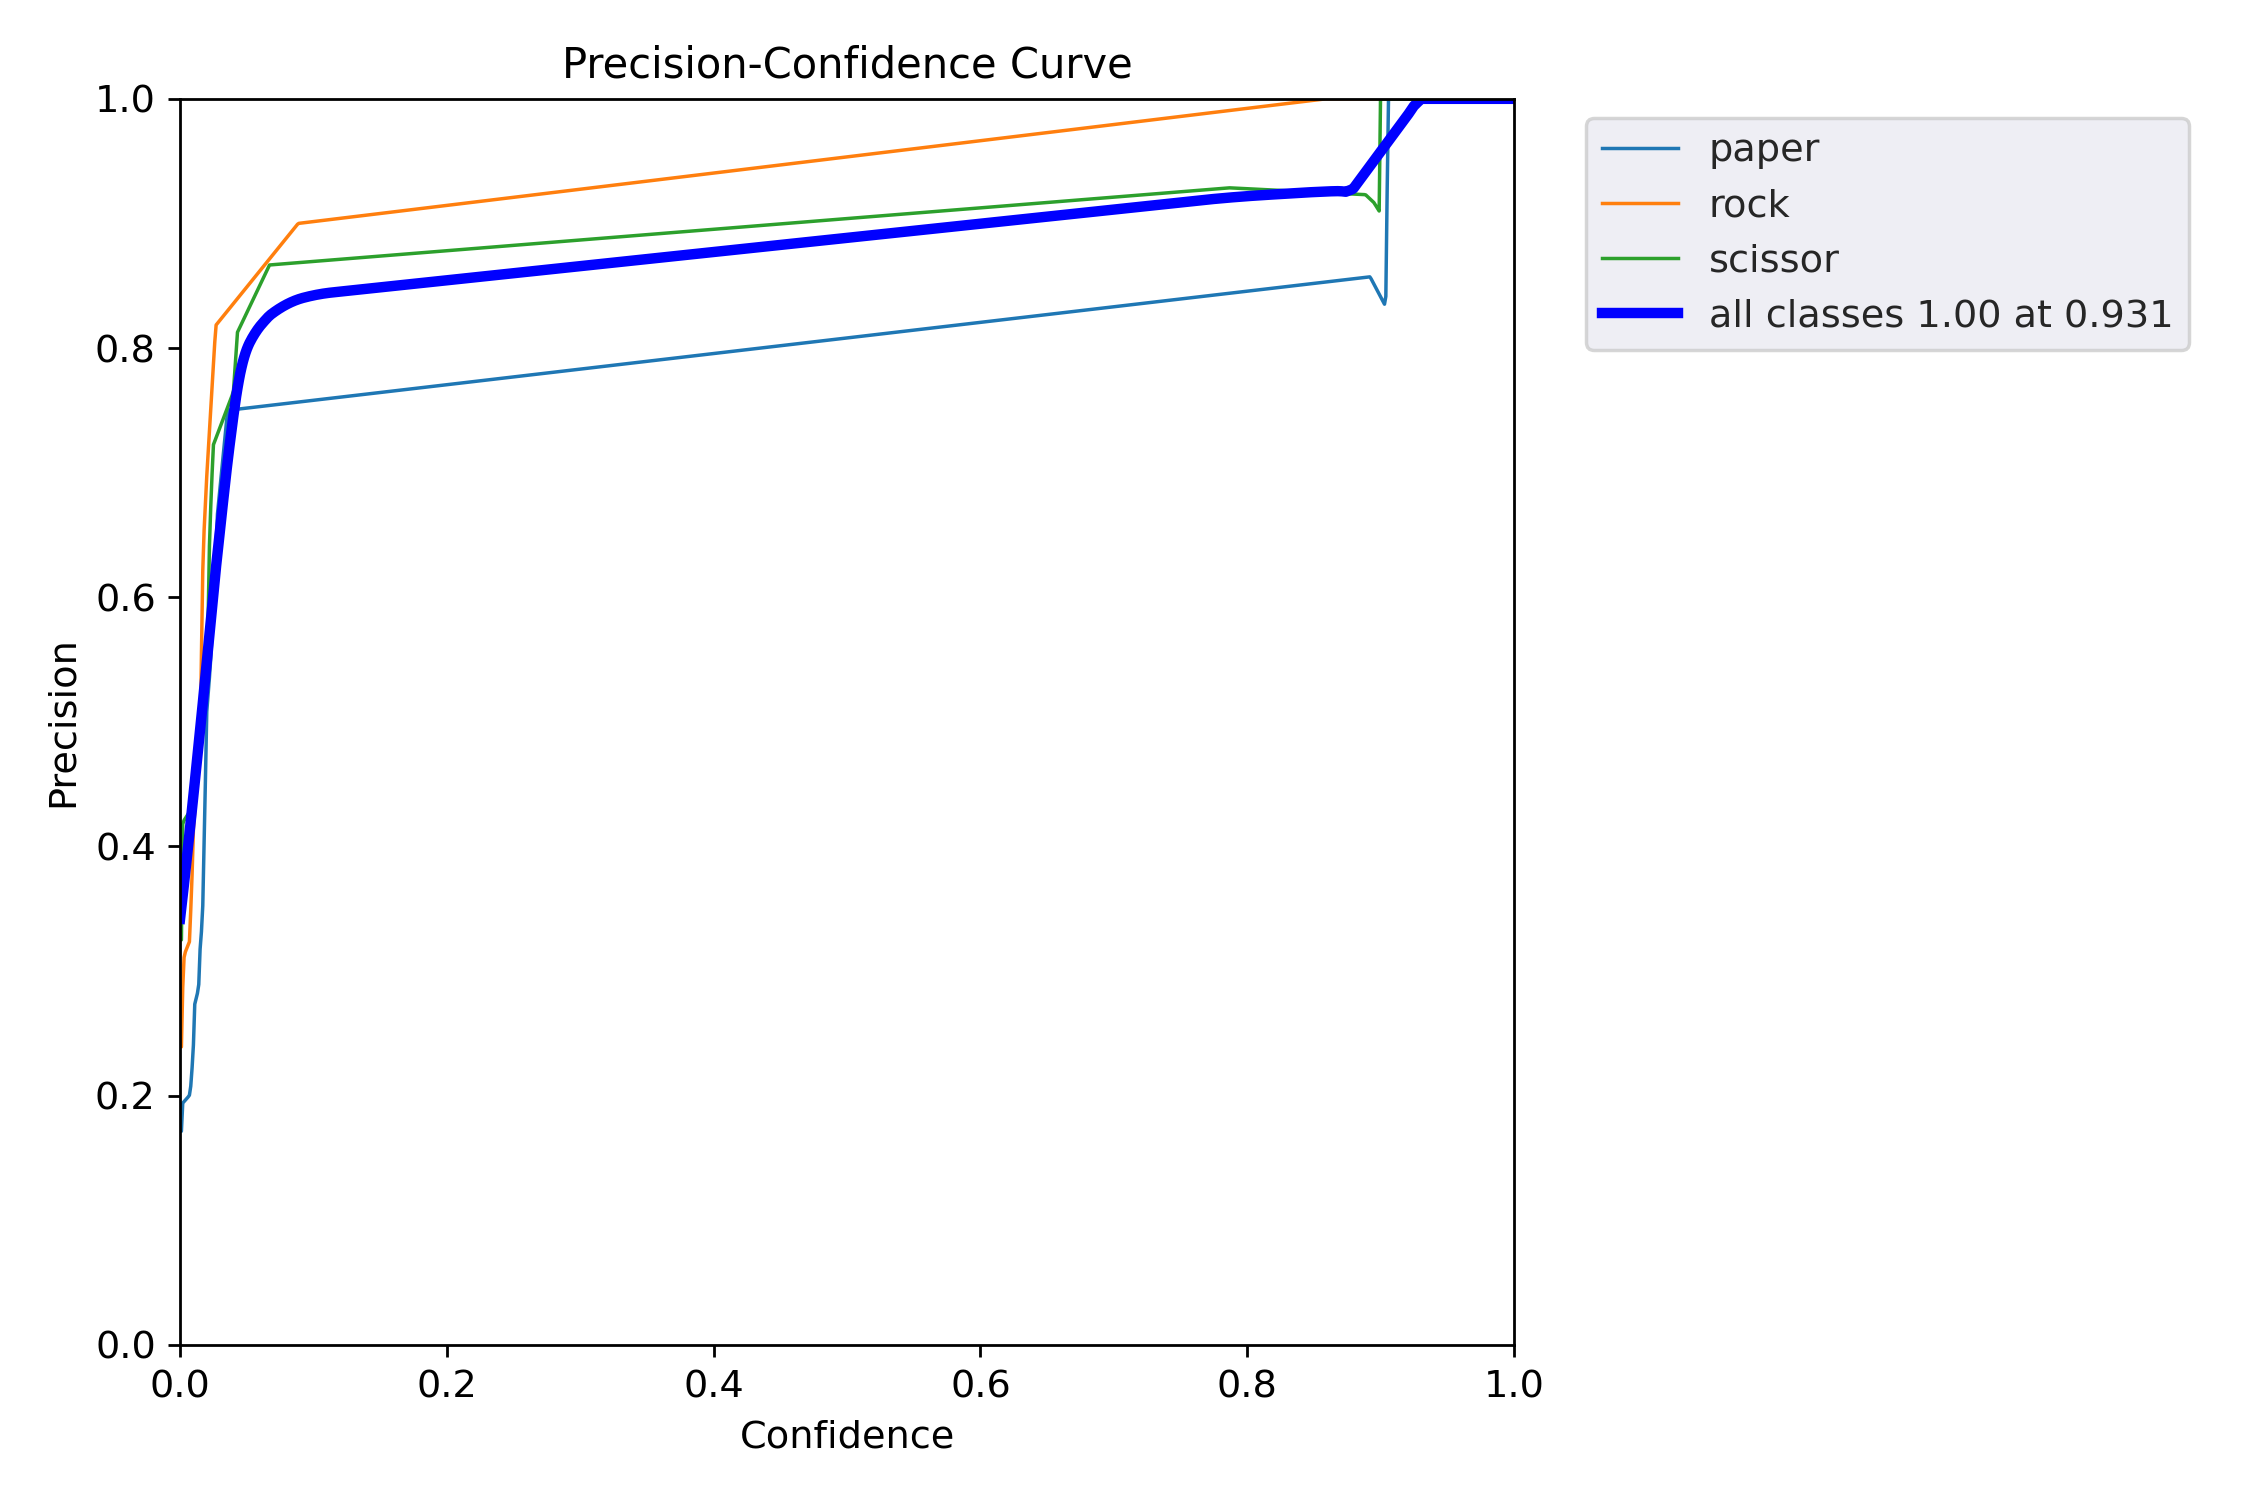 Precision-Confidence Curve
1.0
0.8
0.6
0.4
0.2
0.0
Precision
0.0 0.2 0.4 0.6 0.8 1.0
Confidence
paper
rock
scissor
all classes 1.00 at 0.931